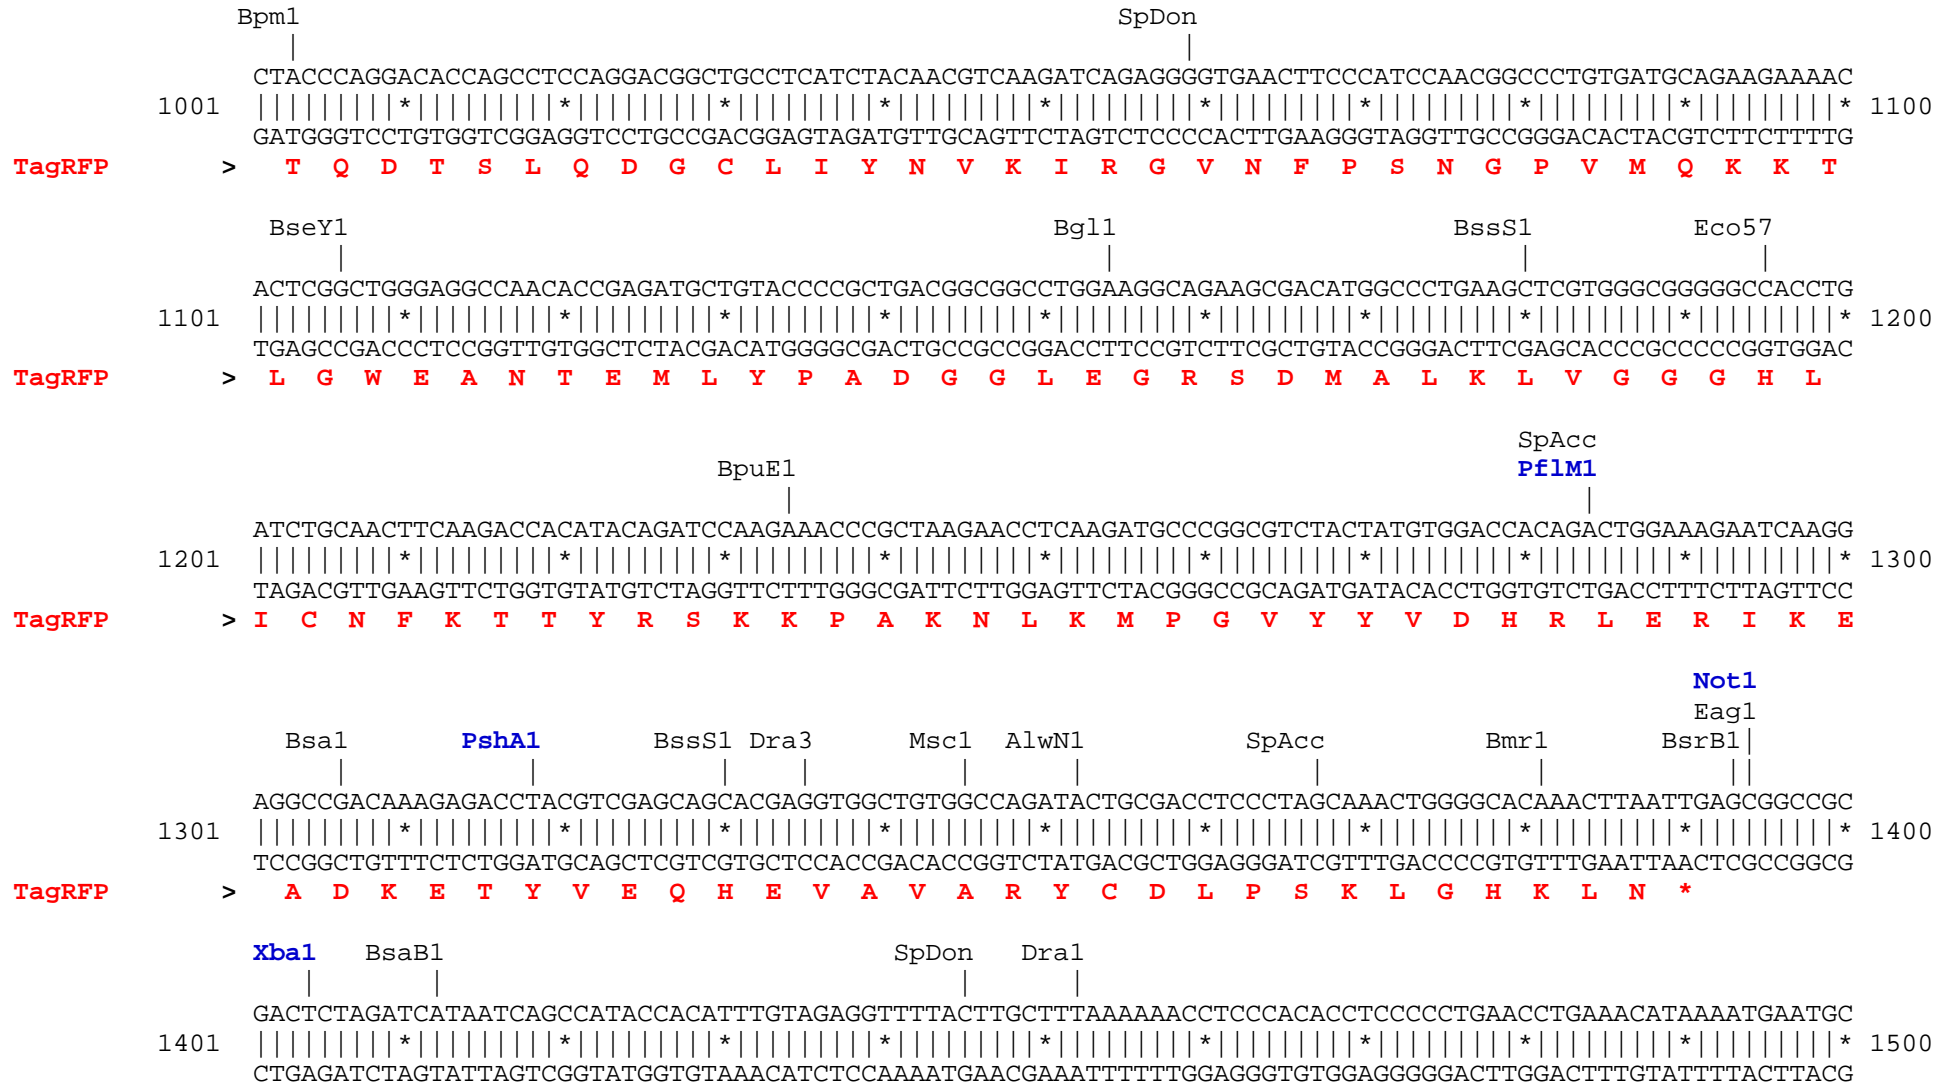 Bpm1 SpDon
| |
CTACCCAGGACACCAGCCTCCAGGACGGCTGCCTCATCTACAACGTCAAGATCAGAGGGGTGAACTTCCCATCCAACGGCCCTGTGATGCAGAAGAAAAC
1001 |||||||||*|||||||||*|||||||||*|||||||||*|||||||||*|||||||||*|||||||||*|||||||||*|||||||||*|||||||||* 1100
GATGGGTCCTGTGGTCGGAGGTCCTGCCGACGGAGTAGATGTTGCAGTTCTAGTCTCCCCACTTGAAGGGTAGGTTGCCGGGACACTACGTCTTCTTTTG
TagRFP > T Q D T S L Q D G C L I Y N V K I R G V N F P S N G P V M Q K K T
BseY1 Bgl1 BssS1 Eco57
| | | |
ACTCGGCTGGGAGGCCAACACCGAGATGCTGTACCCCGCTGACGGCGGCCTGGAAGGCAGAAGCGACATGGCCCTGAAGCTCGTGGGCGGGGGCCACCTG
1101 |||||||||*|||||||||*|||||||||*|||||||||*|||||||||*|||||||||*|||||||||*|||||||||*|||||||||*|||||||||* 1200
TGAGCCGACCCTCCGGTTGTGGCTCTACGACATGGGGCGACTGCCGCCGGACCTTCCGTCTTCGCTGTACCGGGACTTCGAGCACCCGCCCCCGGTGGAC
TagRFP > L G W E A N T E M L Y P A D G G L E G R S D M A L K L V G G G H L
SpAcc
BpuE1 PflM1
| |
ATCTGCAACTTCAAGACCACATACAGATCCAAGAAACCCGCTAAGAACCTCAAGATGCCCGGCGTCTACTATGTGGACCACAGACTGGAAAGAATCAAGG
1201 |||||||||*|||||||||*|||||||||*|||||||||*|||||||||*|||||||||*|||||||||*|||||||||*|||||||||*|||||||||* 1300
TAGACGTTGAAGTTCTGGTGTATGTCTAGGTTCTTTGGGCGATTCTTGGAGTTCTACGGGCCGCAGATGATACACCTGGTGTCTGACCTTTCTTAGTTCC
TagRFP > I C N F K T T Y R S K K P A K N L K M P G V Y Y V D H R L E R I K E
Not1
Eag1
Bsa1 PshA1 BssS1 Dra3 Msc1 AlwN1 SpAcc Bmr1 BsrB1|
| | | | | | | | ||
AGGCCGACAAAGAGACCTACGTCGAGCAGCACGAGGTGGCTGTGGCCAGATACTGCGACCTCCCTAGCAAACTGGGGCACAAACTTAATTGAGCGGCCGC
1301 |||||||||*|||||||||*|||||||||*|||||||||*|||||||||*|||||||||*|||||||||*|||||||||*|||||||||*|||||||||* 1400
TCCGGCTGTTTCTCTGGATGCAGCTCGTCGTGCTCCACCGACACCGGTCTATGACGCTGGAGGGATCGTTTGACCCCGTGTTTGAATTAACTCGCCGGCG
TagRFP > A D K E T Y V E Q H E V A V A R Y C D L P S K L G H K L N *
Xba1 BsaB1 SpDon Dra1
| | | |
GACTCTAGATCATAATCAGCCATACCACATTTGTAGAGGTTTTACTTGCTTTAAAAAACCTCCCACACCTCCCCCTGAACCTGAAACATAAAATGAATGC
1401 |||||||||*|||||||||*|||||||||*|||||||||*|||||||||*|||||||||*|||||||||*|||||||||*|||||||||*|||||||||* 1500
CTGAGATCTAGTATTAGTCGGTATGGTGTAAACATCTCCAAAATGAACGAAATTTTTTGGAGGGTGTGGAGGGGGACTTGGACTTTGTATTTTACTTACG